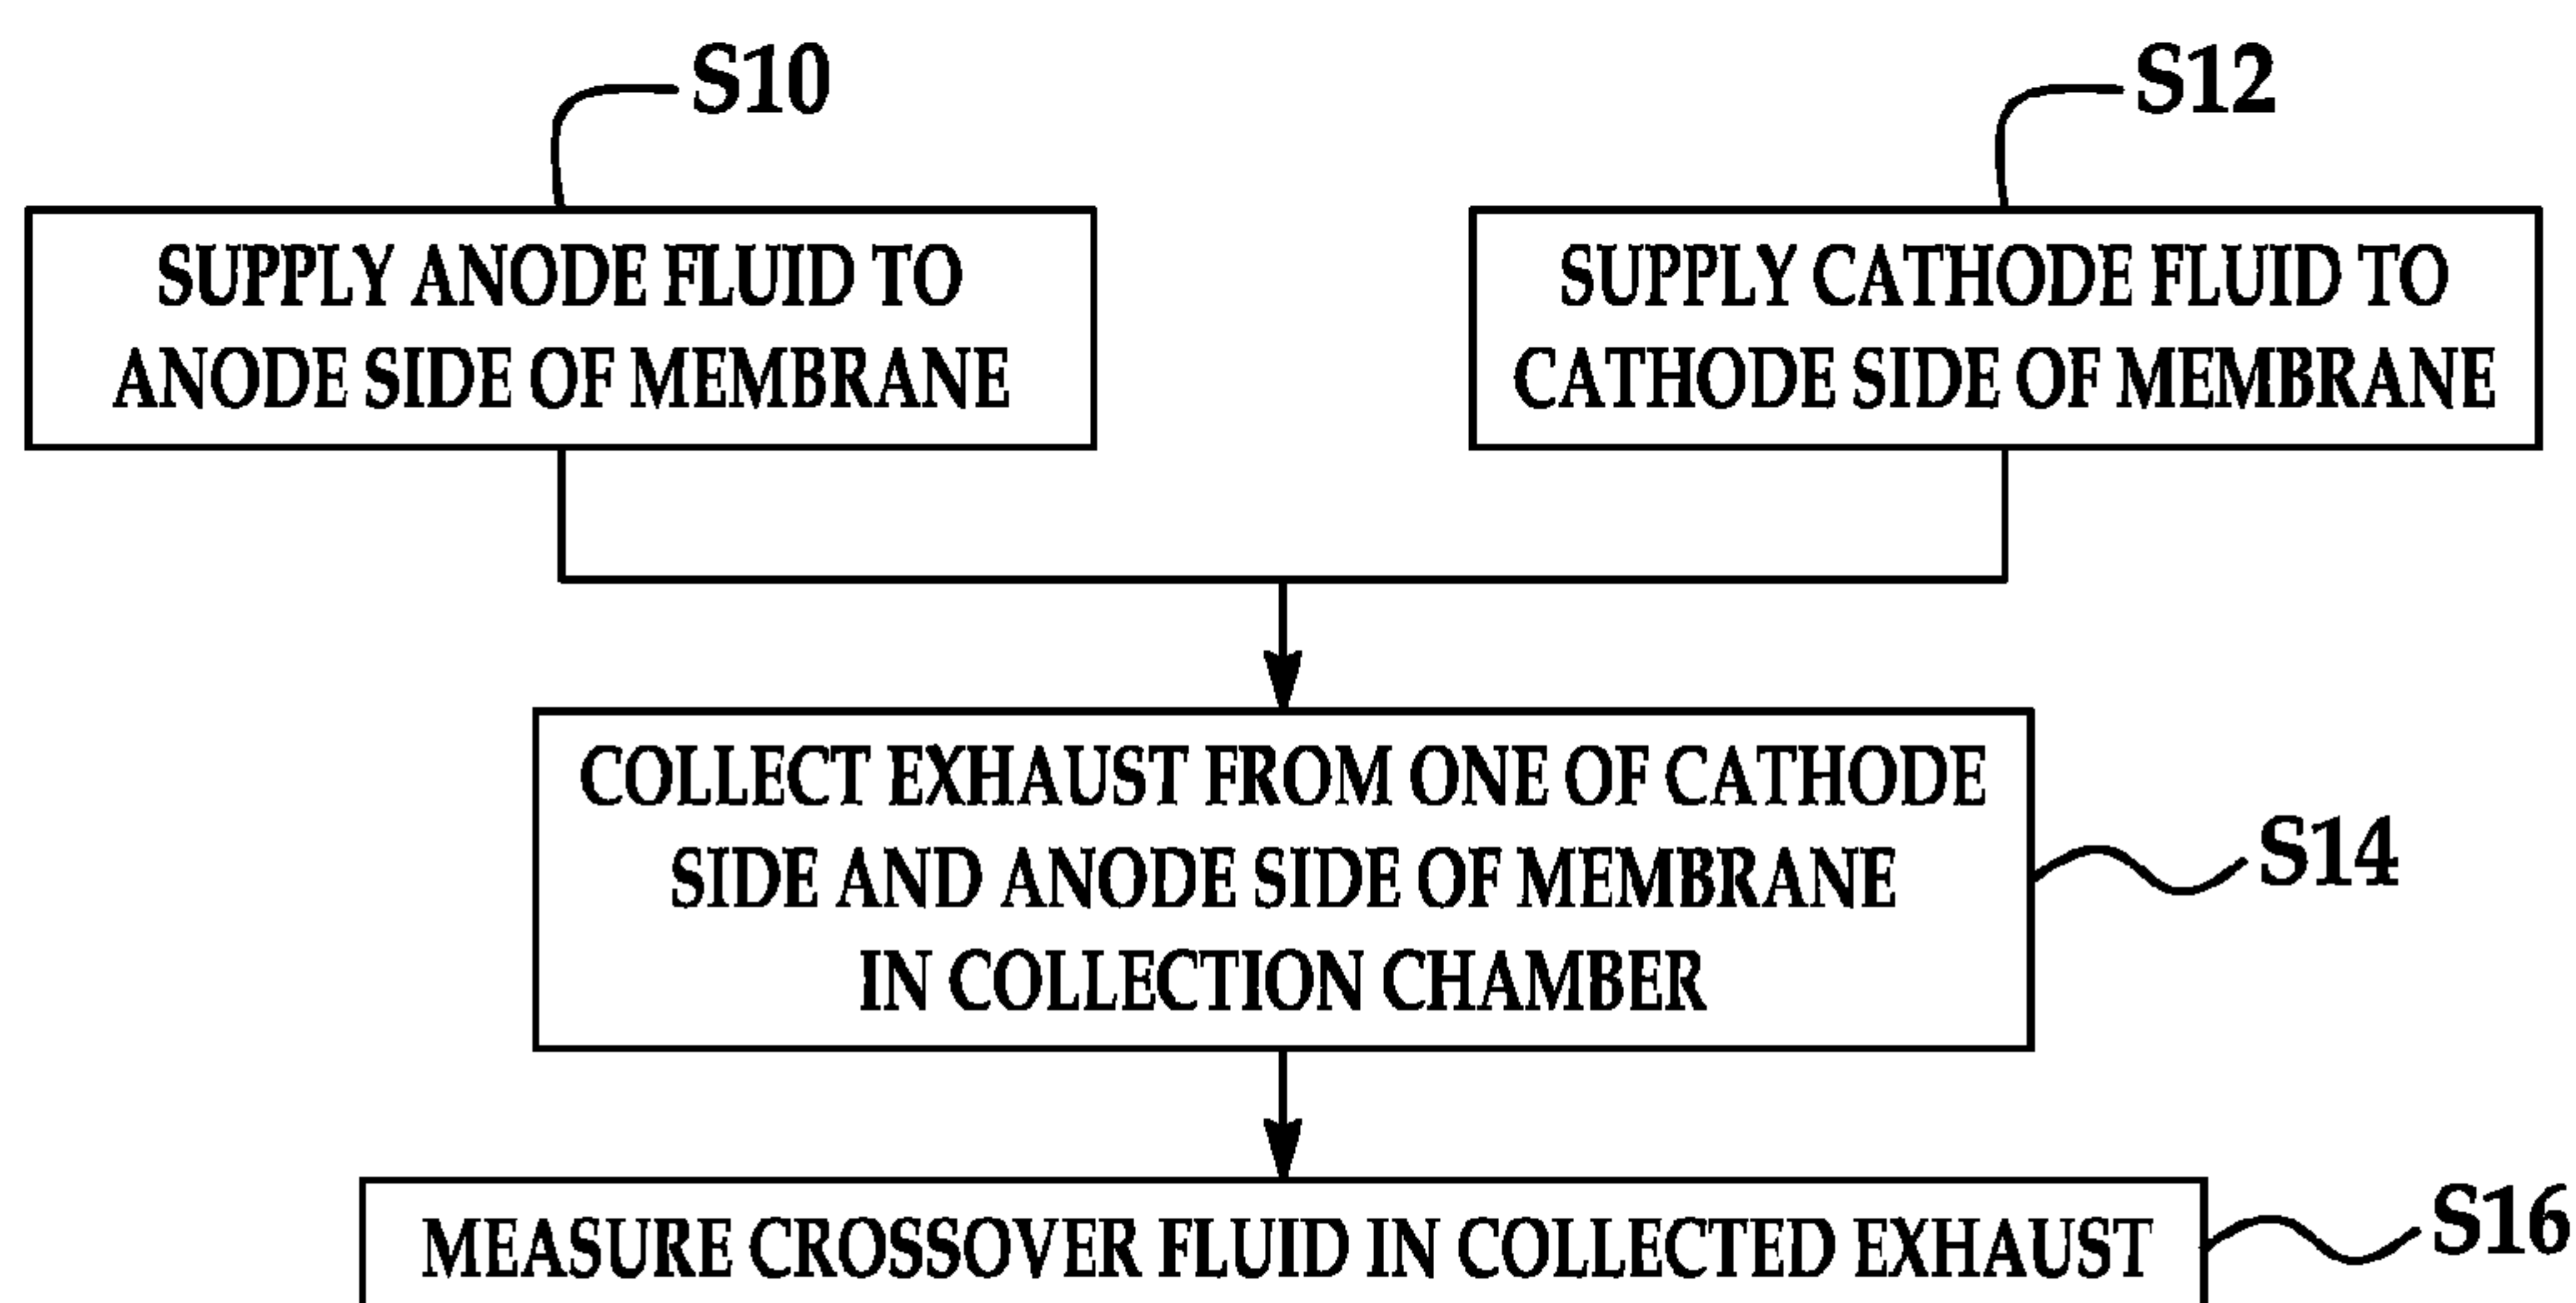 S10
S12
SUPPLY ANODE FLUID TO
ANODE SIDE OF MEMBRANE
SUPPLY CATHODE FLUID TO
CATHODE SIDE OF MEMBRANE
COLLECT EXHAUST FROM ONE OF CATHODE
SIDE AND ANODE SIDE OF MEMBRANE
IN COLLECTION CHAMBER
S14
MEASURE CROSSOVER FLUID IN COLLECTED EXHAUST
S16